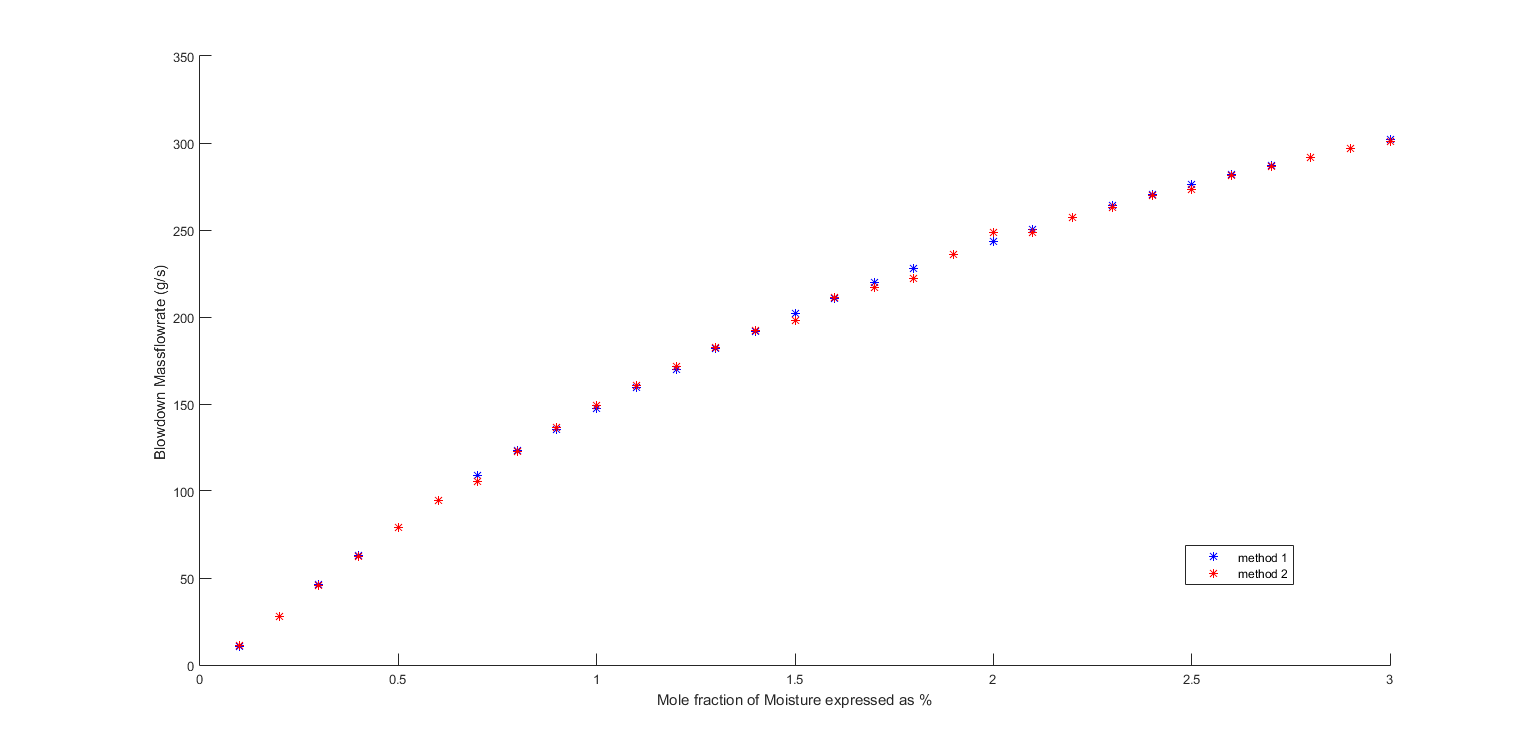 350
300
250
200
150
100
50
0
Blowdown Massflowrate (g/s)
method 1
method 2
0 0.5 1 1.5 2 2.5 3
Mole fraction of Moisture expressed as %